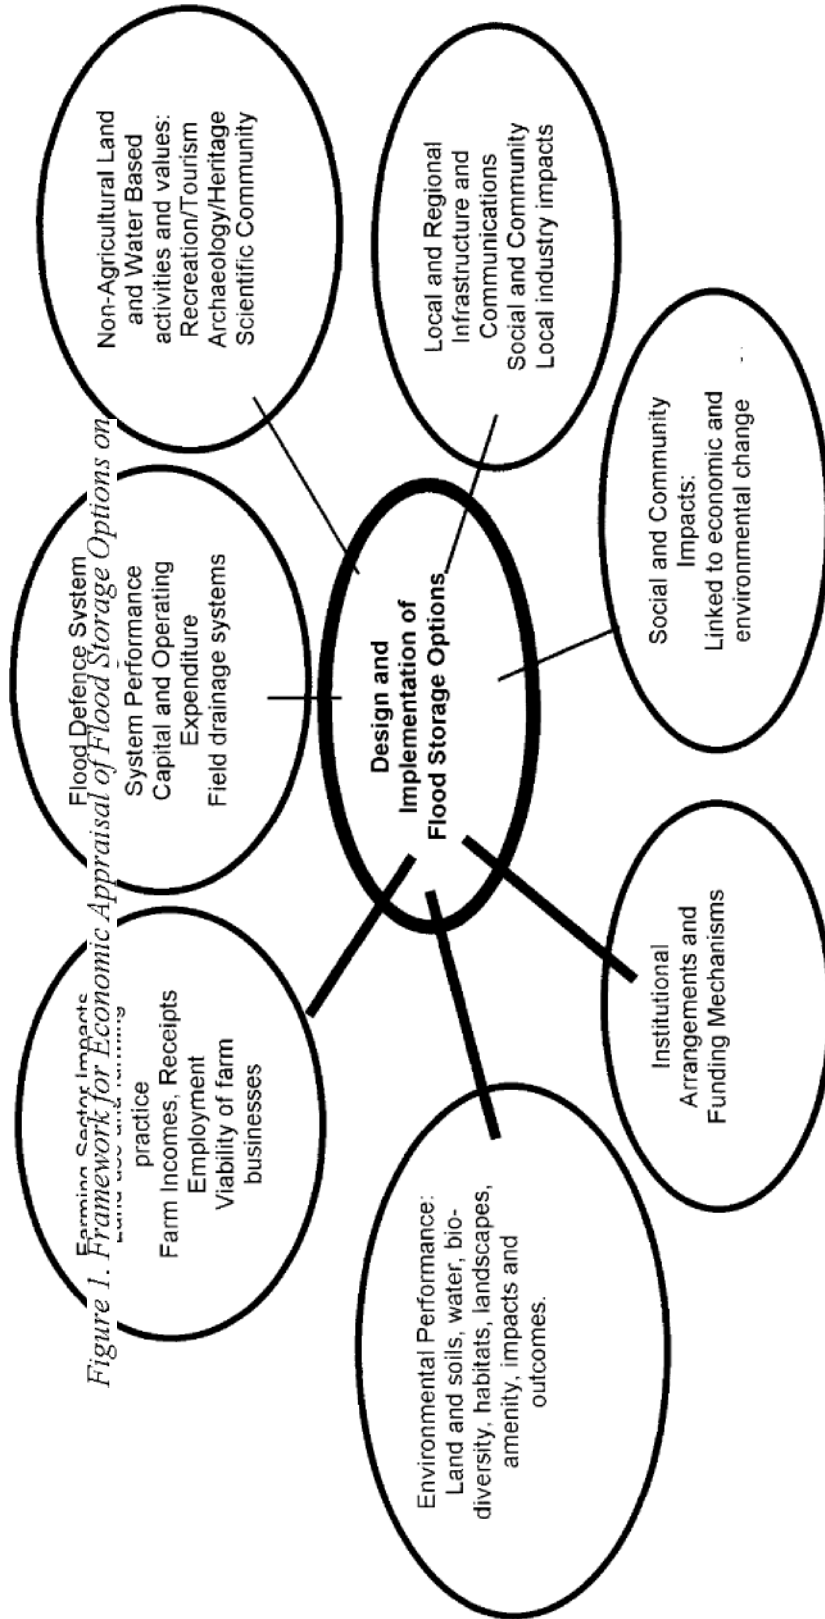 Figure 1. Framework for Economic Appraisal of Flood Storage Options on
Farming Sector Impacts
practice
Farm Incomes, Receipts
Employment
Viability of farm
businesses
Flood Defence System
System Performance
Capital and Operating
Expenditure
Field drainage systems
Non-Agricultural Land
and Water Based
activities and values:
Recreation/Tourism
Archaeology/Heritage
Scientific Community
Environmental Performance:
Land and soils, water, bio-
diversity, habitats, landscapes,
amenity, impacts and
outcomes.
Design and
Implementation of
Flood Storage Options
Local and Regional
Infrastructure and
Communications
Social and Community
Local industry impacts
Institutional
Arrangements and
Funding Mechanisms
Social and Community
Impacts:
Linked to economic and
environmental change